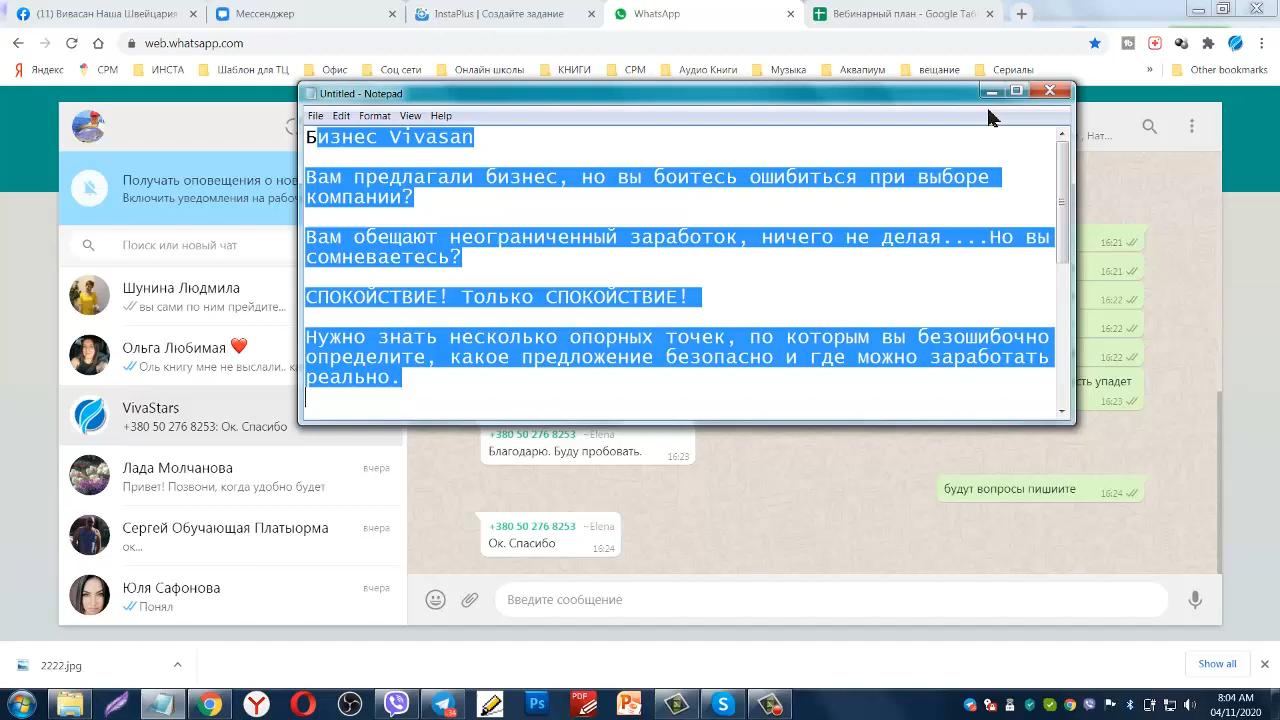 (11) Вивасан Наш Швейцария
Мессенджер
InstaPlus | Создайте задание
WhatsApp
Вебинарный план - Google Таб
web.whatsapp.com
Яндекс
СРМ
ИНСТА
Шаблон для ТЦ
Офис
Соц сети
Онлайн школы
КНИГИ
СРМ
Аудио Книги
Музыка
Аквапиум
вещание
Сериалы
»
Other bookmarks
Untitled - Notepad
File Edit Format View Help
Бизнес Vivasan
Вам предлагали бизнес, но вы боитесь ошибиться при выборе
компании?
Вам обещают неограниченный заработок, ничего не делая....Но вы
сомневаетесь?
СПОКОЙСТВИЕ! Только СПОКОЙСТВИЕ!
Нужно знать несколько опорных точек, по которым вы безошибочно
определите, какое предложение безопасно и где можно заработать
реально.
Получать оповещения о нов
Включить уведомления на рабоч
Поиск или новый чат
Шунина Людмила
вы сами по ним прейдите...
Ольга Любимая
Оль книгу мне не выслали.. к
VivaStars
+380 50 276 8253: Ок. Спасибо
Лада Молчанова
вчера
Привет! Позвони, когда удобно будет
Сергей Обучающая Платыорма
вчера
ок...
Юля Сафонова
вчера
Понял
, Нат...
16:21
16:21
16:22
16:22
16:22
сть упадет
16:23
+380 50 276 8253 ~Elena
Благодарю. Буду пробовать.
16:23
будут вопросы пишиите
16:24
+380 50 276 8253 ~Elena
Ок. Спасибо
16:24
Введите сообщение
2222.jpg
Show all
PDF
Ps
34
8:04 AM
04/11/2020